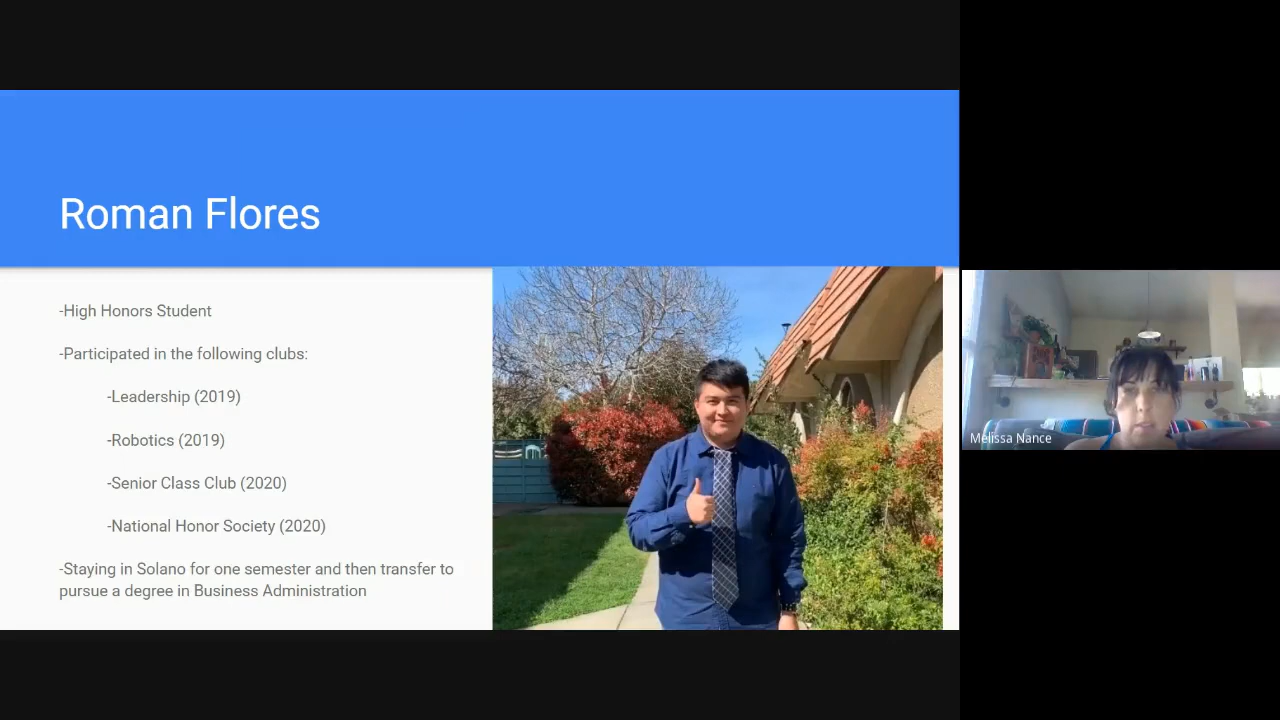 Roman Flores
-High Honors Student
-Participated in the following clubs:
-Leadership (2019)
-Robotics (2019)
-Senior Class Club (2020)
-National Honor Society (2020)
-Staying in Solano for one semester and then transfer to
pursue a degree in Business Administration
Melissa Nance